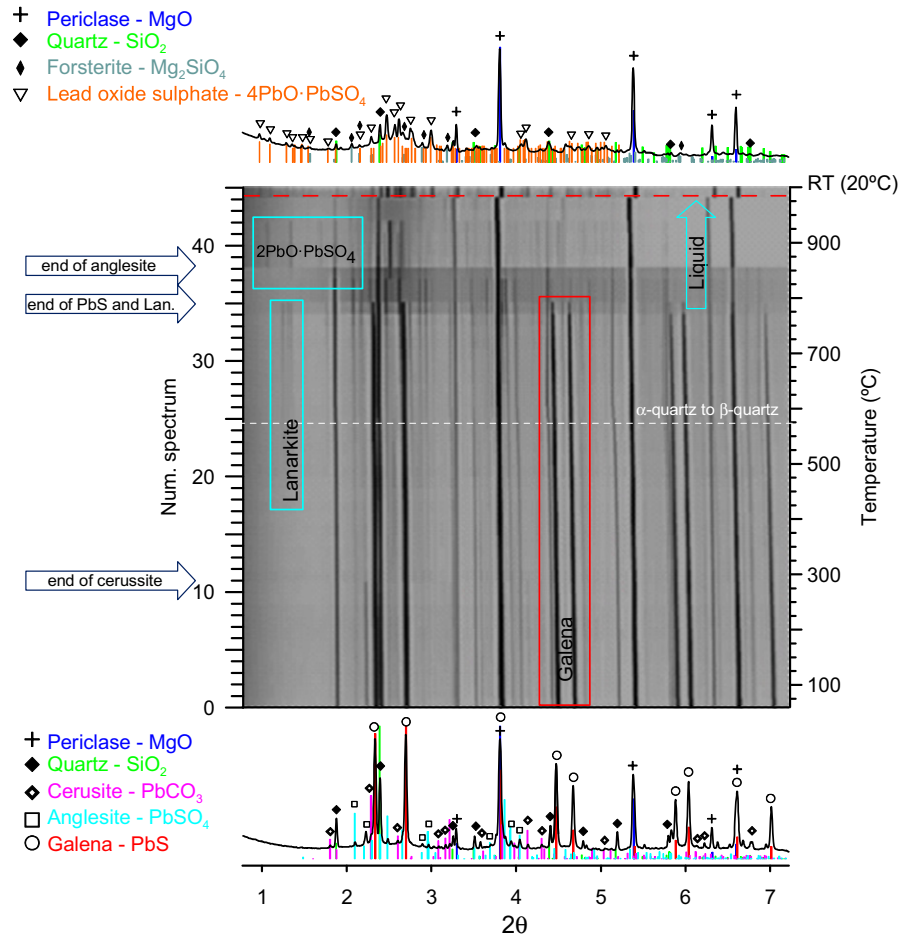 Periclase - MgO
Quartz - SiO₂
Forsterite - Mg₂SiO₄
Lead oxide sulphate - 4PbO·PbSO₄
RT (20ºC)
2PbO·PbSO₄
Liquid
end of anglesite
end of PbS and Lan.
end of cerussite
40
30
20
10
0
Num. spectrum
900
700
500
300
100
Temperature (ºC)
α-quartz to β-quartz
Lanarkite
Galena
Periclase - MgO
Quartz - SiO₂
Cerusite - PbCO₃
Anglesite - PbSO₄
Galena - PbS
1 2 3 4 5 6 7
2θ